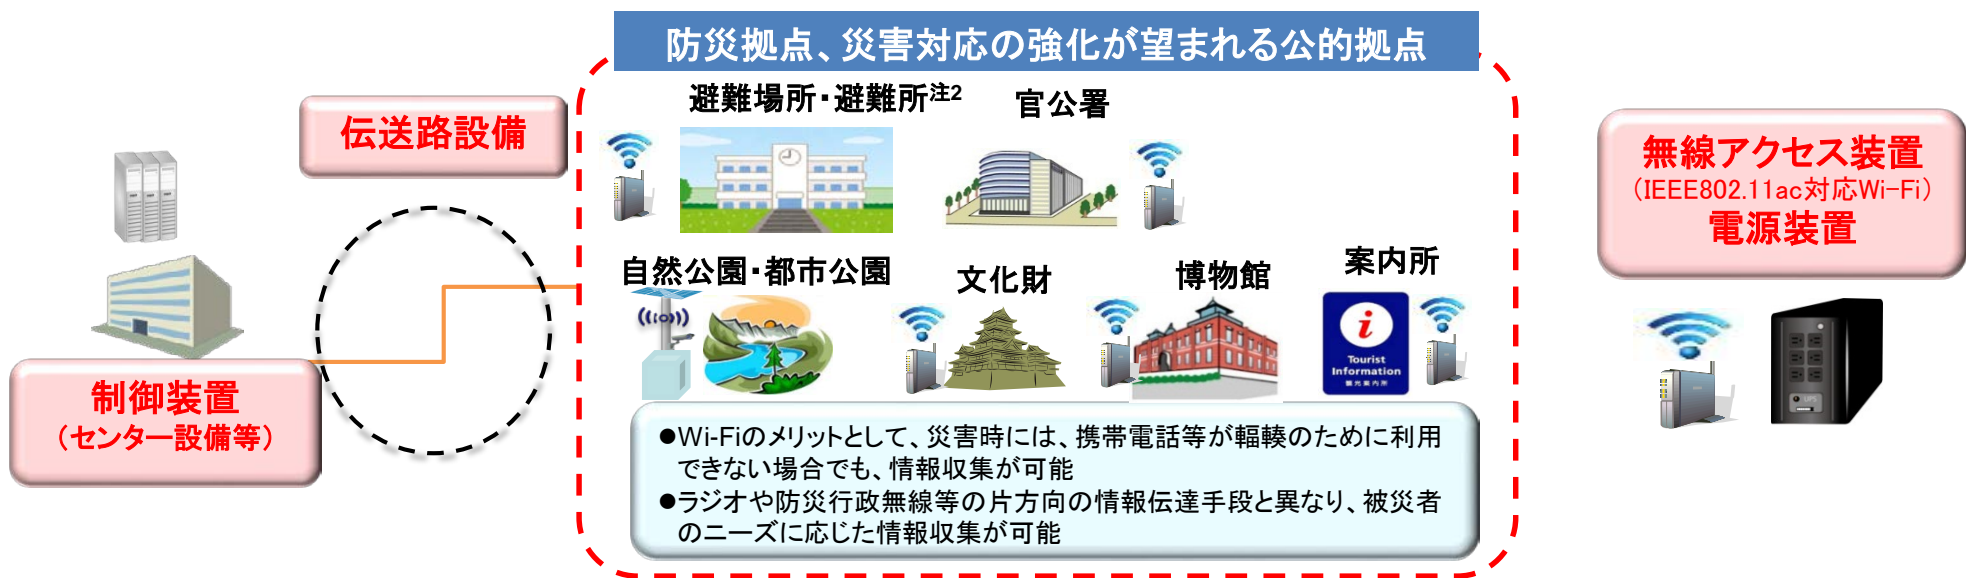 防災拠点、災害対応の強化が望まれる公的拠点
伝送路設備
避難場所・避難所注2
官公署
無線アクセス装置
（IEEE802.11ac対応Wi-Fi）
電源装置
自然公園・都市公園
文化財
博物館
案内所
i
Tourist
Information
観光案内所
UPS
制御装置
（センター設備等）
●Wi-Fiのメリットとして、災害時には、携帯電話等が輻輳のために利用
できない場合でも、情報収集が可能
●ラジオや防災行政無線等の片方向の情報伝達手段と異なり、被災者
のニーズに応じた情報収集が可能